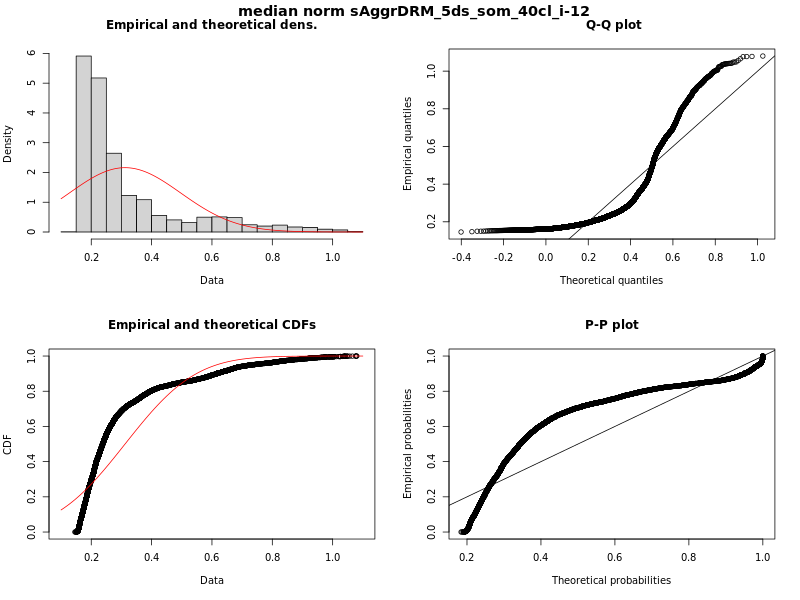 median norm sAggrDRM_5ds_som_40cl_i-12
Empirical and theoretical dens.
Density
0 1 2 3 4 5 6
0.2 0.4 0.6 0.8 1.0
Data
Q-Q plot
Empirical quantiles
0.2 0.4 0.6 0.8 1.0
-0.4 -0.2 0.0 0.2 0.4 0.6 0.8 1.0
Theoretical quantiles
Empirical and theoretical CDFs
CDF
0.0 0.2 0.4 0.6 0.8 1.0
0.2 0.4 0.6 0.8 1.0
Data
P-P plot
Empirical probabilities
0.0 0.2 0.4 0.6 0.8 1.0
0.2 0.4 0.6 0.8 1.0
Theoretical probabilities